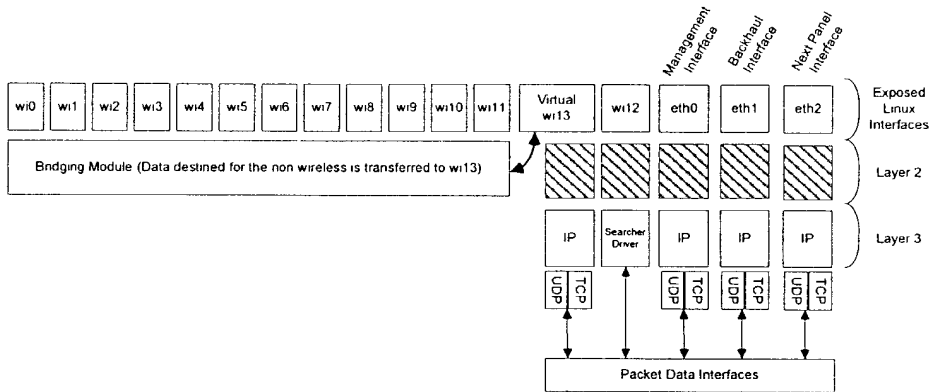 Management
Interface
Backhaul
Interface
Next Panel
Interface
wi0 wi1 wi2 wi3 wi4 wi5 wi6 wi7 wi8 wi9 wi10 wi11 Virtual wi13 wi12 eth0 eth1 eth2
Exposed
Linux
Interfaces
Bridging Module (Data destined for the non wireless is transferred to wi13)
Layer 2
IP Searcher Driver IP IP IP
Layer 3
UDP TCP UDP TCP UDP TCP UDP TCP
Packet Data Interfaces